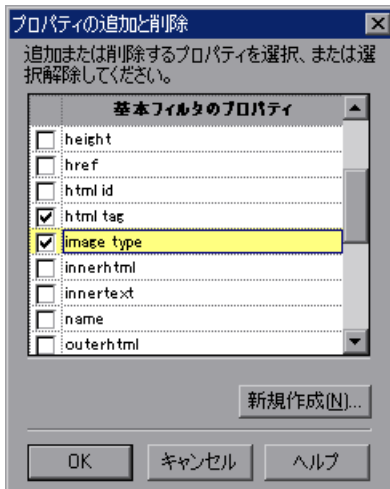 プロパティの追加と削除
追加または削除するプロパティを選択、または選
択解除してください。
基本フィルタのプロパティ
height
href
html id
html tag
image type
innerhtml
innertext
name
outerhtml
新規作成(N)...
OK
キャンセル
ヘルプ